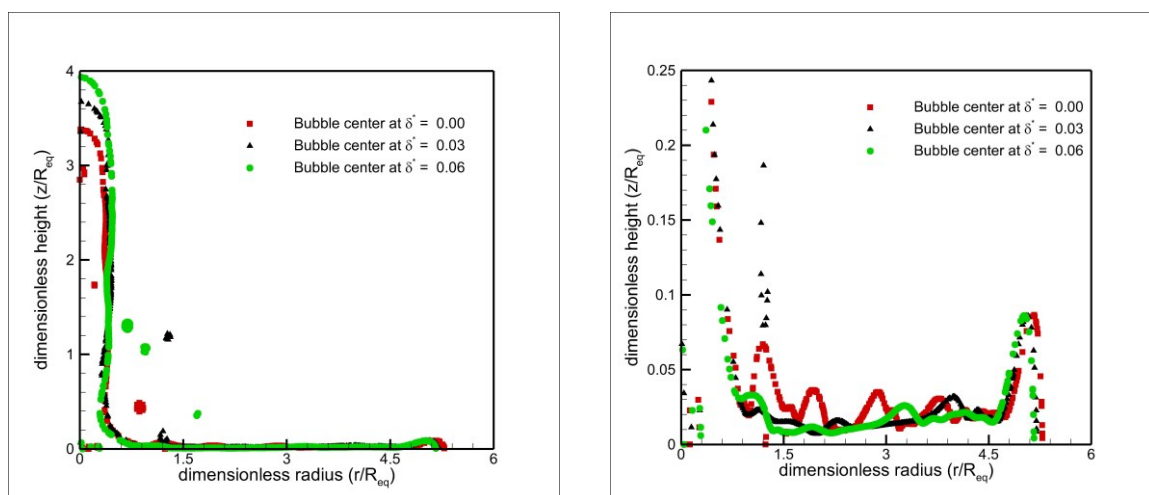 4
3
2
1
0
0
1.5
3
4.5
6
dimensionless height (z/Req)
dimensionless radius (r/Req)
Bubble center at δ* = 0.00
Bubble center at δ* = 0.03
Bubble center at δ* = 0.06
0.25
0.2
0.15
0.1
0.05
0
0
1.5
3
4.5
6
dimensionless height (z/Req)
dimensionless radius (r/Req)
Bubble center at δ* = 0.00
Bubble center at δ* = 0.03
Bubble center at δ* = 0.06